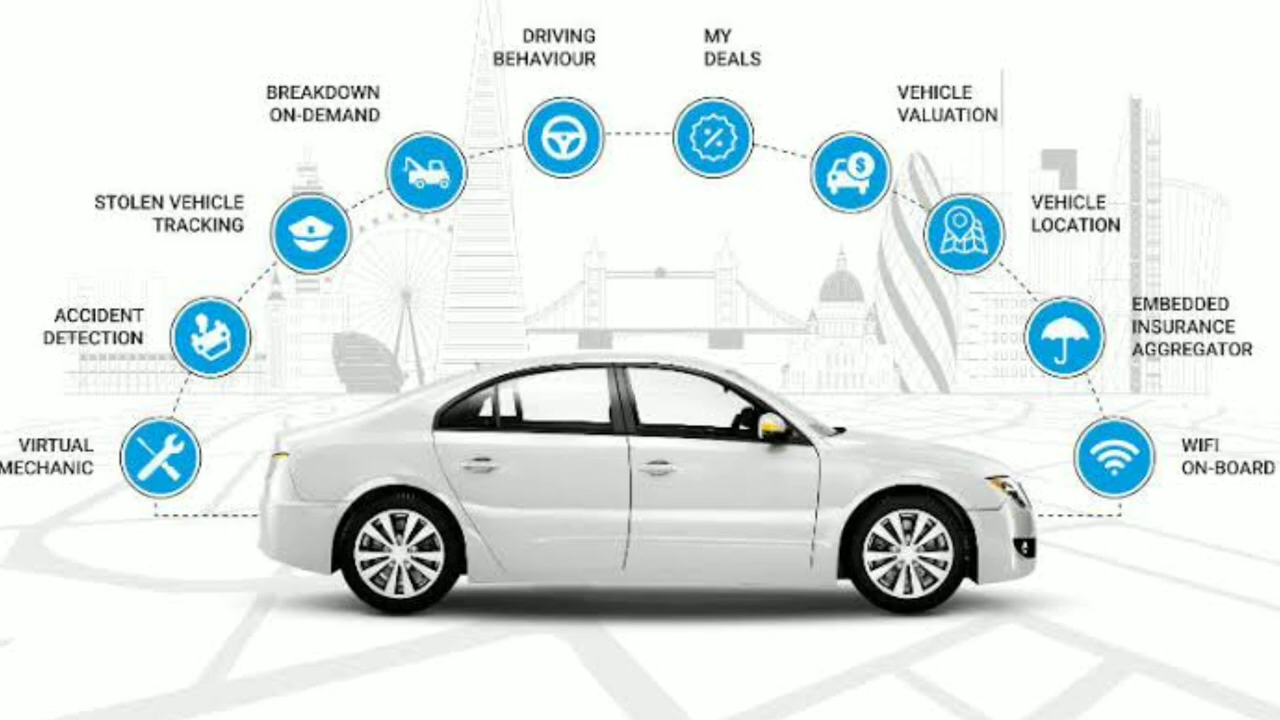 DRIVING
BEHAVIOUR
MY
DEALS
BREAKDOWN
ON-DEMAND
VEHICLE
VALUATION
STOLEN VEHICLE
TRACKING
VEHICLE
LOCATION
ACCIDENT
DETECTION
EMBEDDED
INSURANCE
AGGREGATOR
VIRTUAL
MECHANIC
WIFI
ON-BOARD